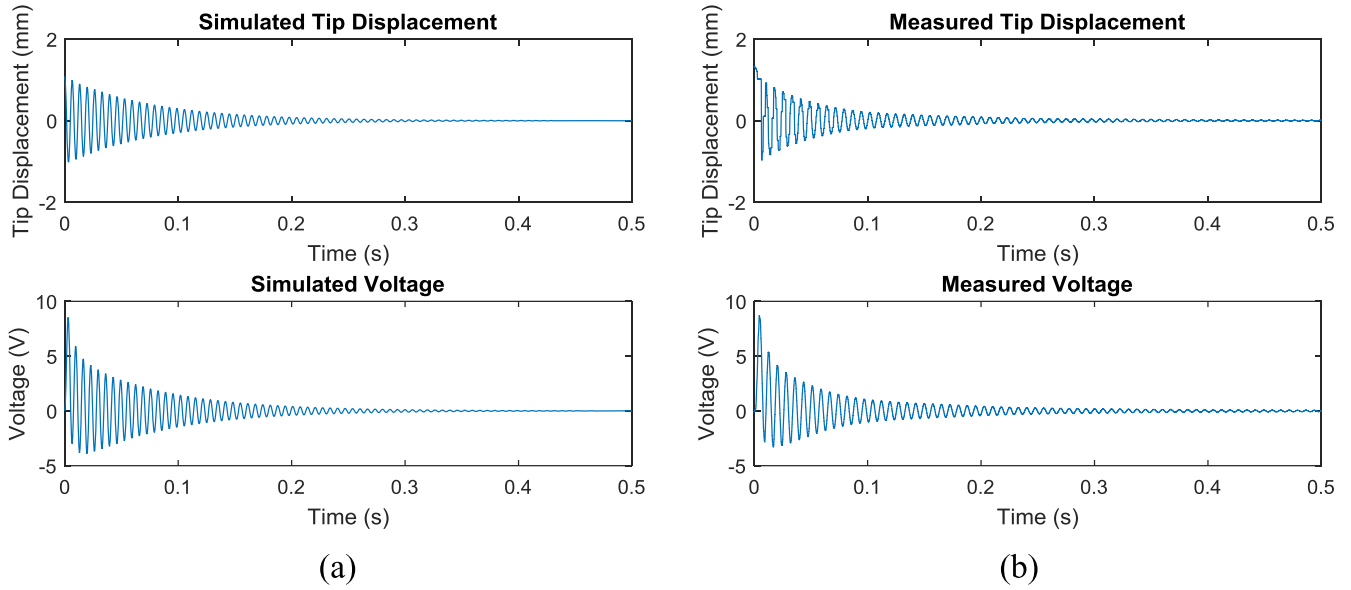 Simulated Tip Displacement
Tip Displacement (mm)
2
0
-2
0 0.1 0.2 0.3 0.4 0.5
Time (s)
Simulated Voltage
Voltage (V)
10
5
0
-5
0 0.1 0.2 0.3 0.4 0.5
Time (s)
(a)
Measured Tip Displacement
Tip Displacement (mm)
2
0
-2
0 0.1 0.2 0.3 0.4 0.5
Time (s)
Measured Voltage
Voltage (V)
10
5
0
-5
0 0.1 0.2 0.3 0.4 0.5
Time (s)
(b)